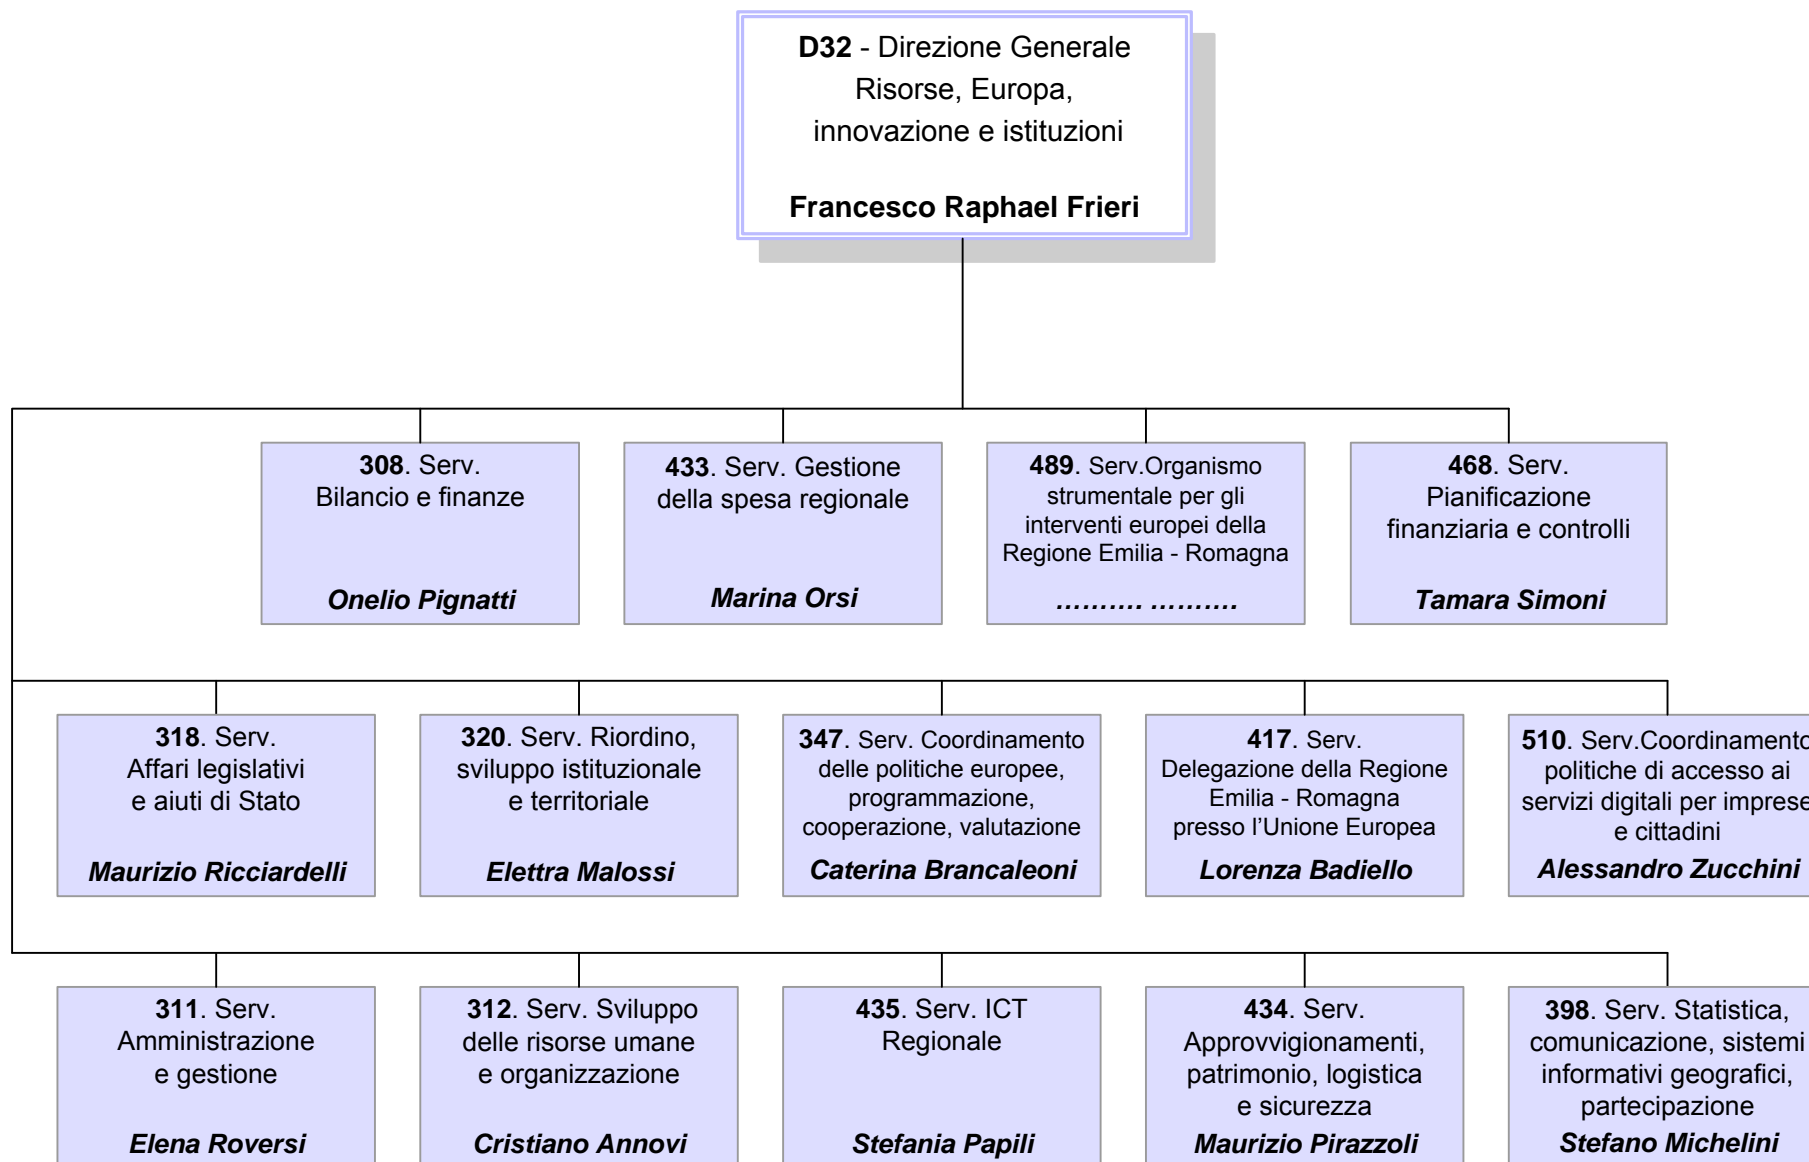 D32 - Direzione Generale
Risorse, Europa,
innovazione e istituzioni
Francesco Raphael Frieri
308. Serv.
Bilancio e finanze
Onelio Pignatti
433. Serv. Gestione
della spesa regionale
Marina Orsi
489. Serv.Organismo
strumentale per gli
interventi europei della
Regione Emilia - Romagna
………. ……….
468. Serv.
Pianificazione
finanziaria e controlli
Tamara Simoni
318. Serv.
Affari legislativi
e aiuti di Stato
Maurizio Ricciardelli
320. Serv. Riordino,
sviluppo istituzionale
e territoriale
Elettra Malossi
347. Serv. Coordinamento
delle politiche europee,
programmazione,
cooperazione, valutazione
Caterina Brancaleoni
417. Serv.
Delegazione della Regione
Emilia - Romagna
presso l’Unione Europea
Lorenza Badiello
510. Serv.Coordinamento
politiche di accesso ai
servizi digitali per imprese
e cittadini
Alessandro Zucchini
311. Serv.
Amministrazione
e gestione
Elena Roversi
312. Serv. Sviluppo
delle risorse umane
e organizzazione
Cristiano Annovi
435. Serv. ICT
Regionale
Stefania Papili
434. Serv.
Approvvigionamenti,
patrimonio, logistica
e sicurezza
Maurizio Pirazzoli
398. Serv. Statistica,
comunicazione, sistemi
informativi geografici,
partecipazione
Stefano Michelini